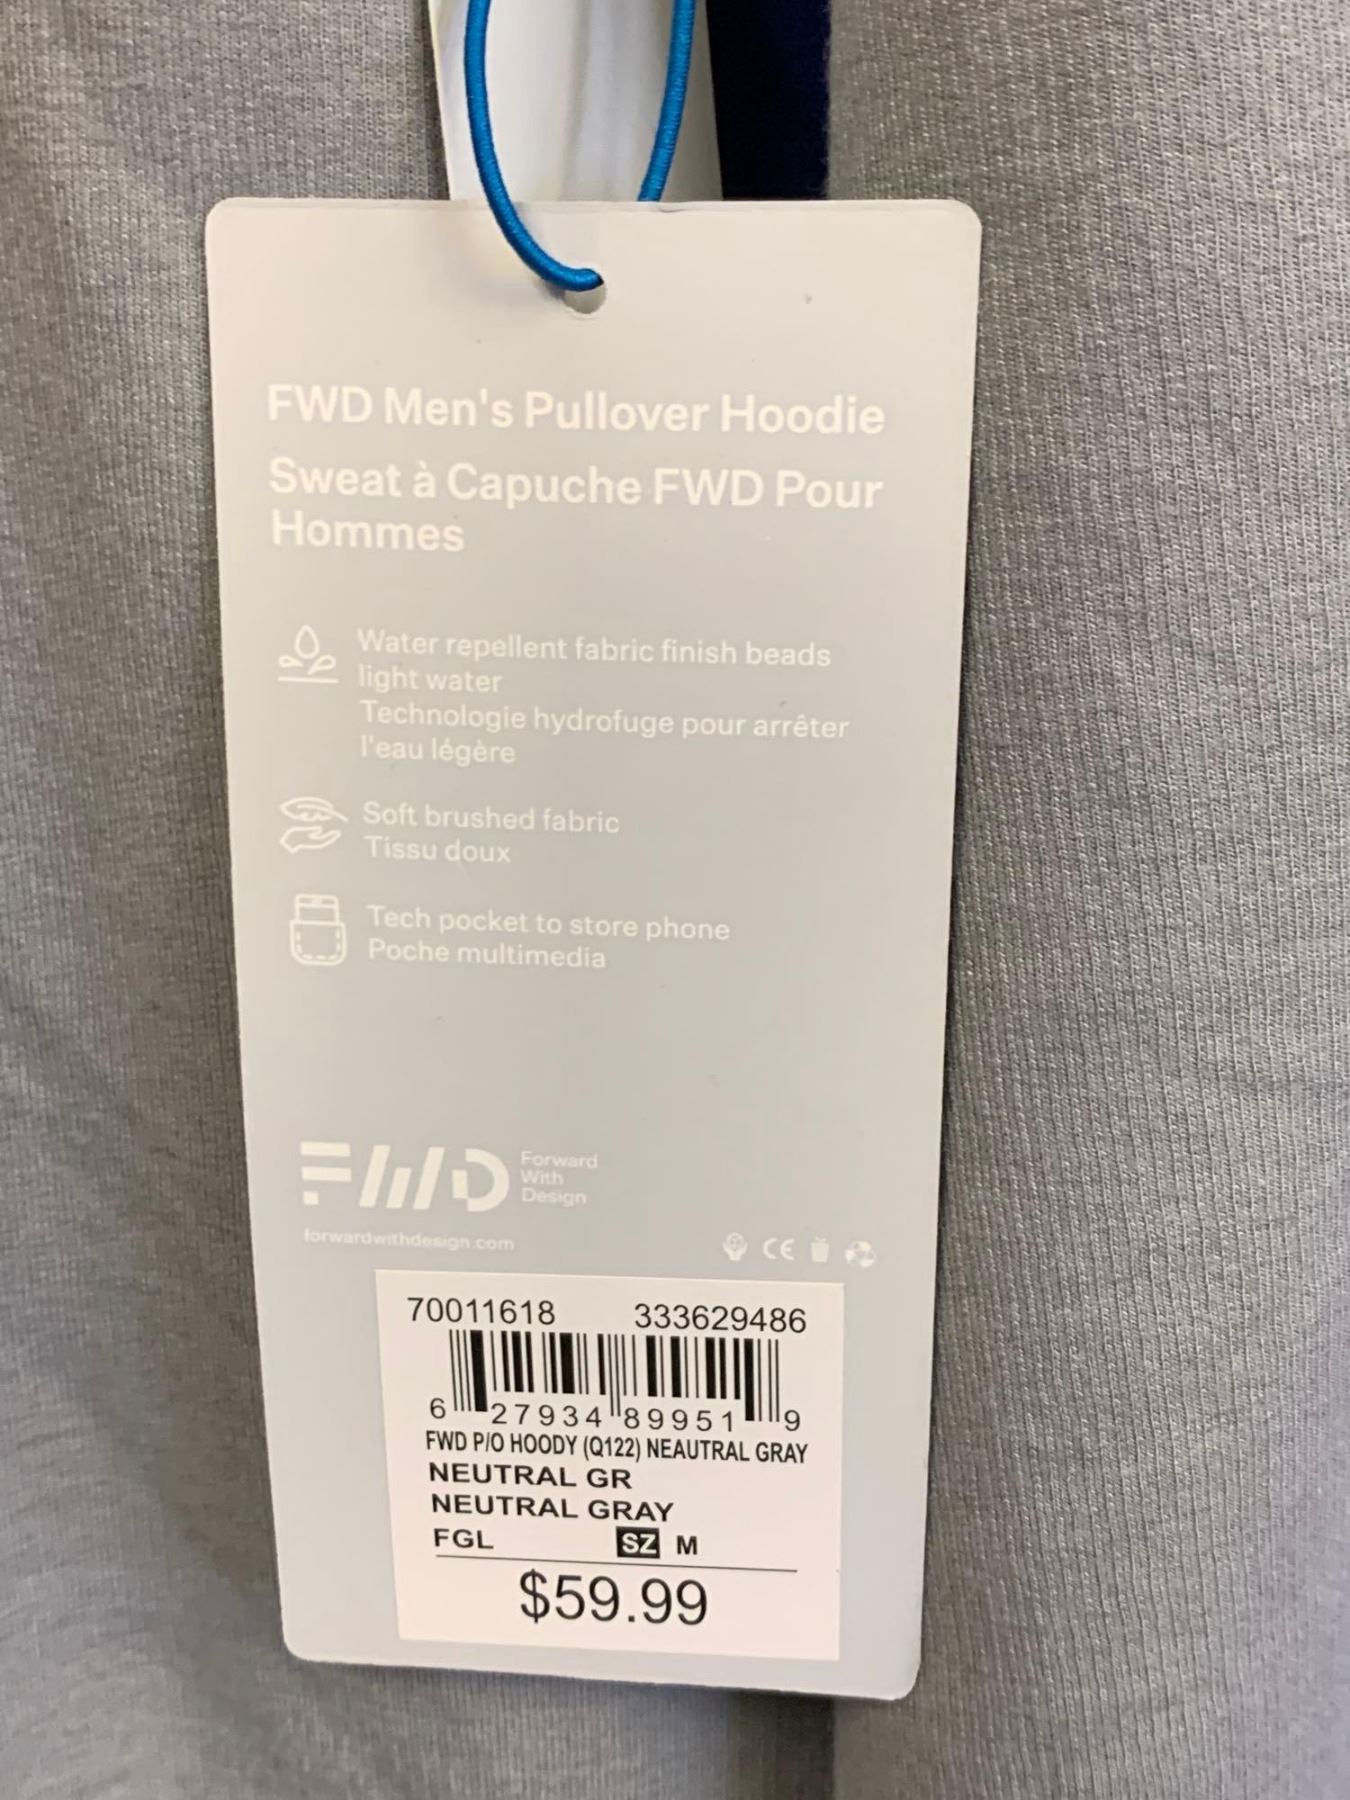 FWD Men's Pullover Hoodie
Sweat à Capuche FWD Pour
Hommes
Water repellent fabric finish beads
light water
Technologie hydrofuge pour arrêter
l'eau légère
Soft brushed fabric
Tissu doux
Tech pocket to store phone
Poche multimedia
FWD Forward
With
Design
forwardwithdesign.com
CE
70011618 333629486
6 27934 89951 9
FWD P/O HOODY (Q122) NEAUTRAL GRAY
NEUTRAL GR
NEUTRAL GRAY
FGL SZ M
$59.99